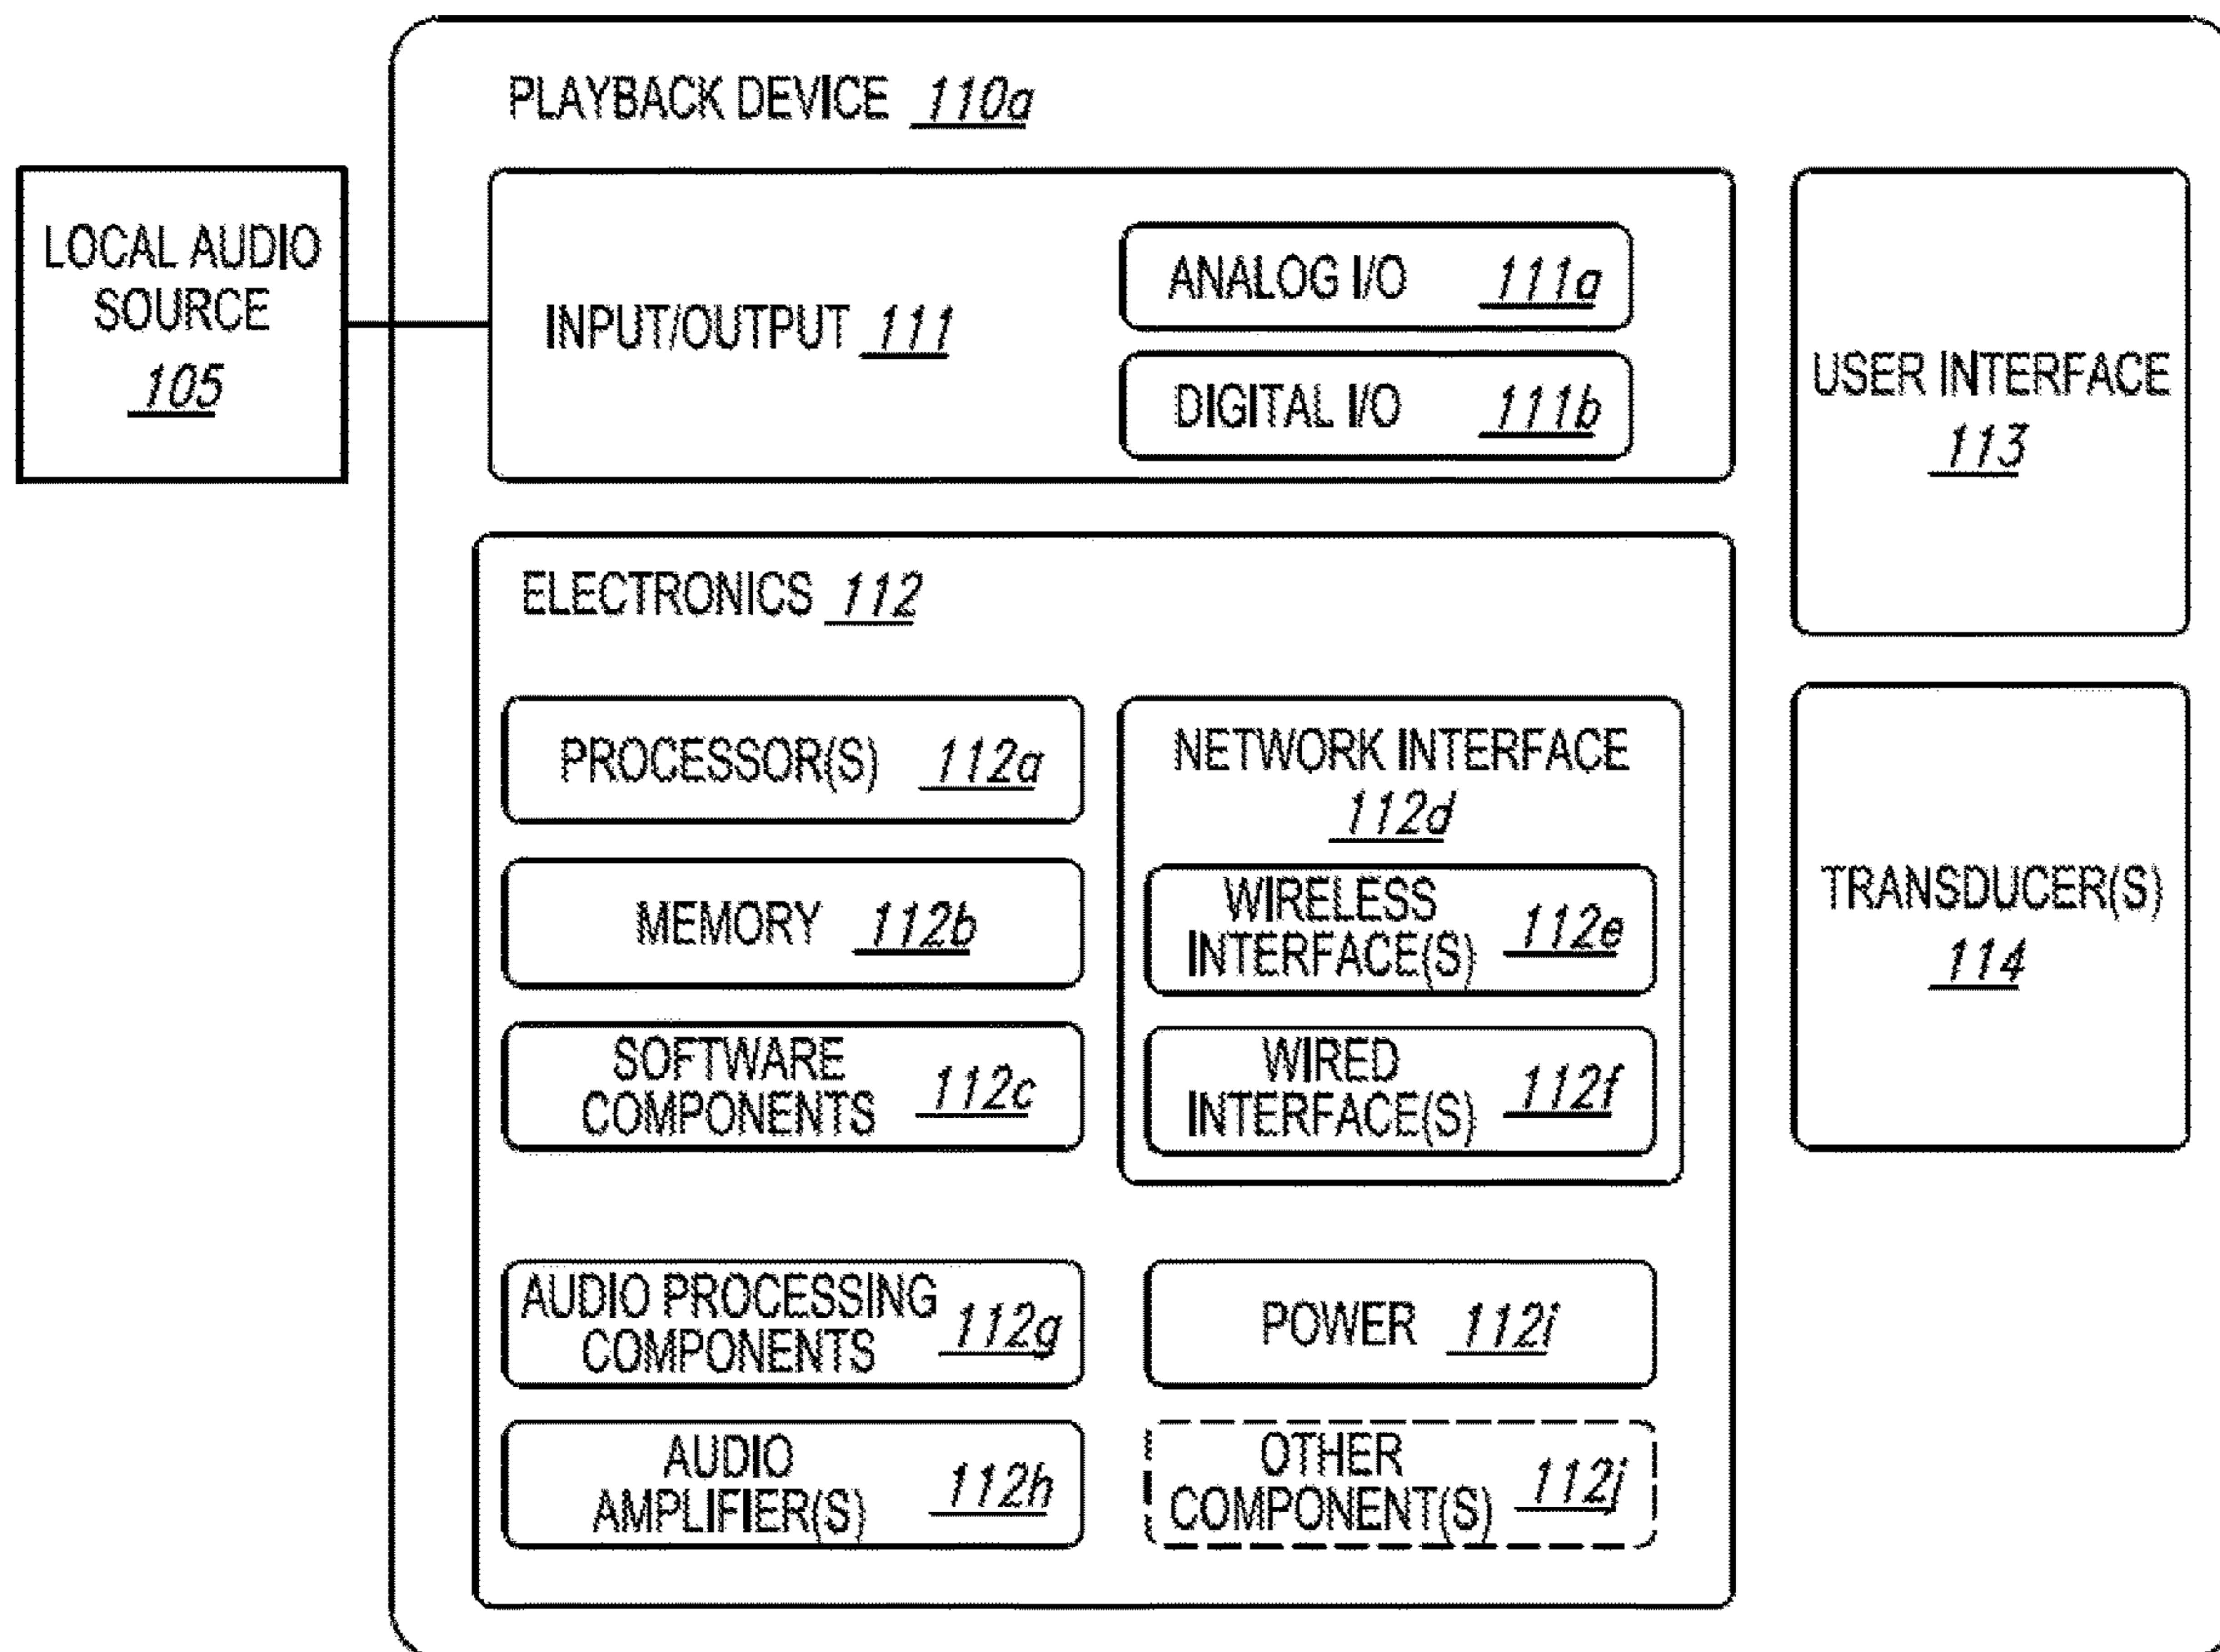 PLAYBACK DEVICE 110a
LOCAL AUDIO
SOURCE
105
INPUT/OUTPUT 111
ANALOG I/O 111a
DIGITAL I/O 111b
USER INTERFACE
113
ELECTRONICS 112
PROCESSOR(S) 112a
MEMORY 112b
SOFTWARE
COMPONENTS 112c
NETWORK INTERFACE
112d
WIRELESS
INTERFACE(S) 112e
WIRED
INTERFACE(S) 112f
TRANSDUCER(S)
114
AUDIO PROCESSING
COMPONENTS 112g
POWER 112i
AUDIO
AMPLIFIER(S) 112h
OTHER
COMPONENT(S) 112j